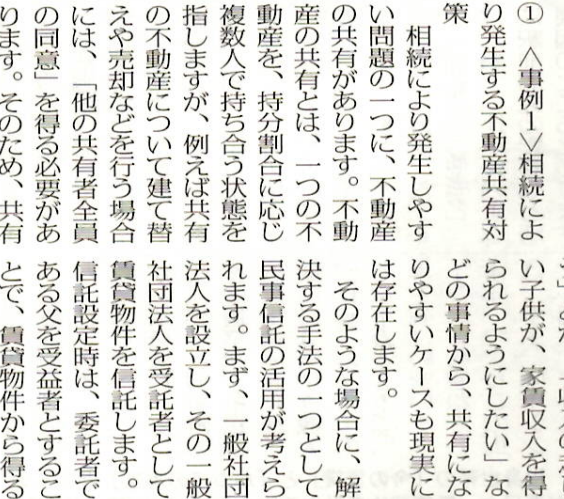 ① ＜事例１＞相続によ
り発生する不動産共有対
策
　相続により発生しやす
い問題の一つに、不動産
の共有があります。不動
産の共有とは、一つの不
動産を、持分割合に応じ
複数人で持ち合う状態を
指しますが、例えば共有
の不動産について建て替
えや売却などを行う場合
には、「他の共有者全員
の同意」を得る必要があ
ります。そのため、共有
い子供が、家賃収入を得
られるようにしたい」な
どの事情から、共有にな
りやすいケースも現実に
は存在します。
　そのような場合に、解
決する手法の一つとして
民事信託の活用が考えら
れます。まず、一般社団
法人を設立し、その一般
社団法人を受託者として
賃貸物件を信託します。
信託設定時は、委託者で
ある父を受益者とするこ
とで、賃貸物件から得る